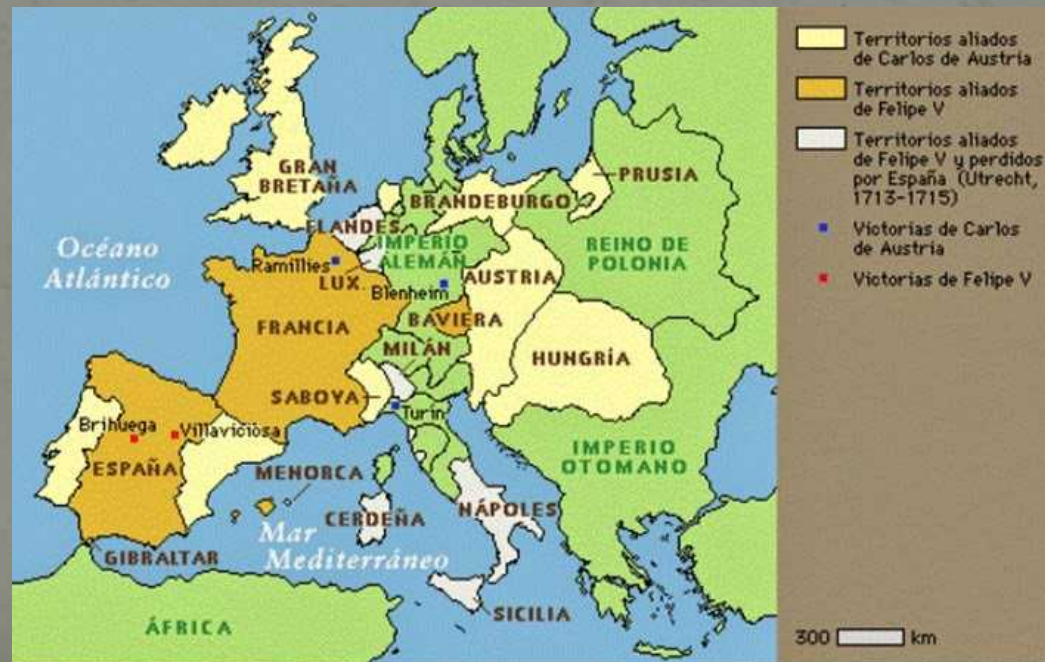 GRAN
BRETAÑA
PRUSIA
BRANDEBURGO
FLANDES
IMPERIO
ALEMÁN
REINO DE
POLONIA
Océano
Atlántico
Ramillies
LUX.
Blenheim
AUSTRIA
FRANCIA
BAVIERA
MILÁN
HUNGRÍA
SABOYA
Turín
Brihuega
Villaviciosa
ESPAÑA
MENORCA
IMPERIO
OTOMANO
CERDEÑA
NÁPOLES
Mar
Mediterráneo
GIBRALTAR
SICILIA
ÁFRICA
Territorios aliados
de Carlos de Austria
Territorios aliados
de Felipe V
Territorios aliados
de Felipe V y perdidos
por España (Utrecht,
1713-1715)
Victorias de Carlos
de Austria
Victorias de Felipe V
300 km